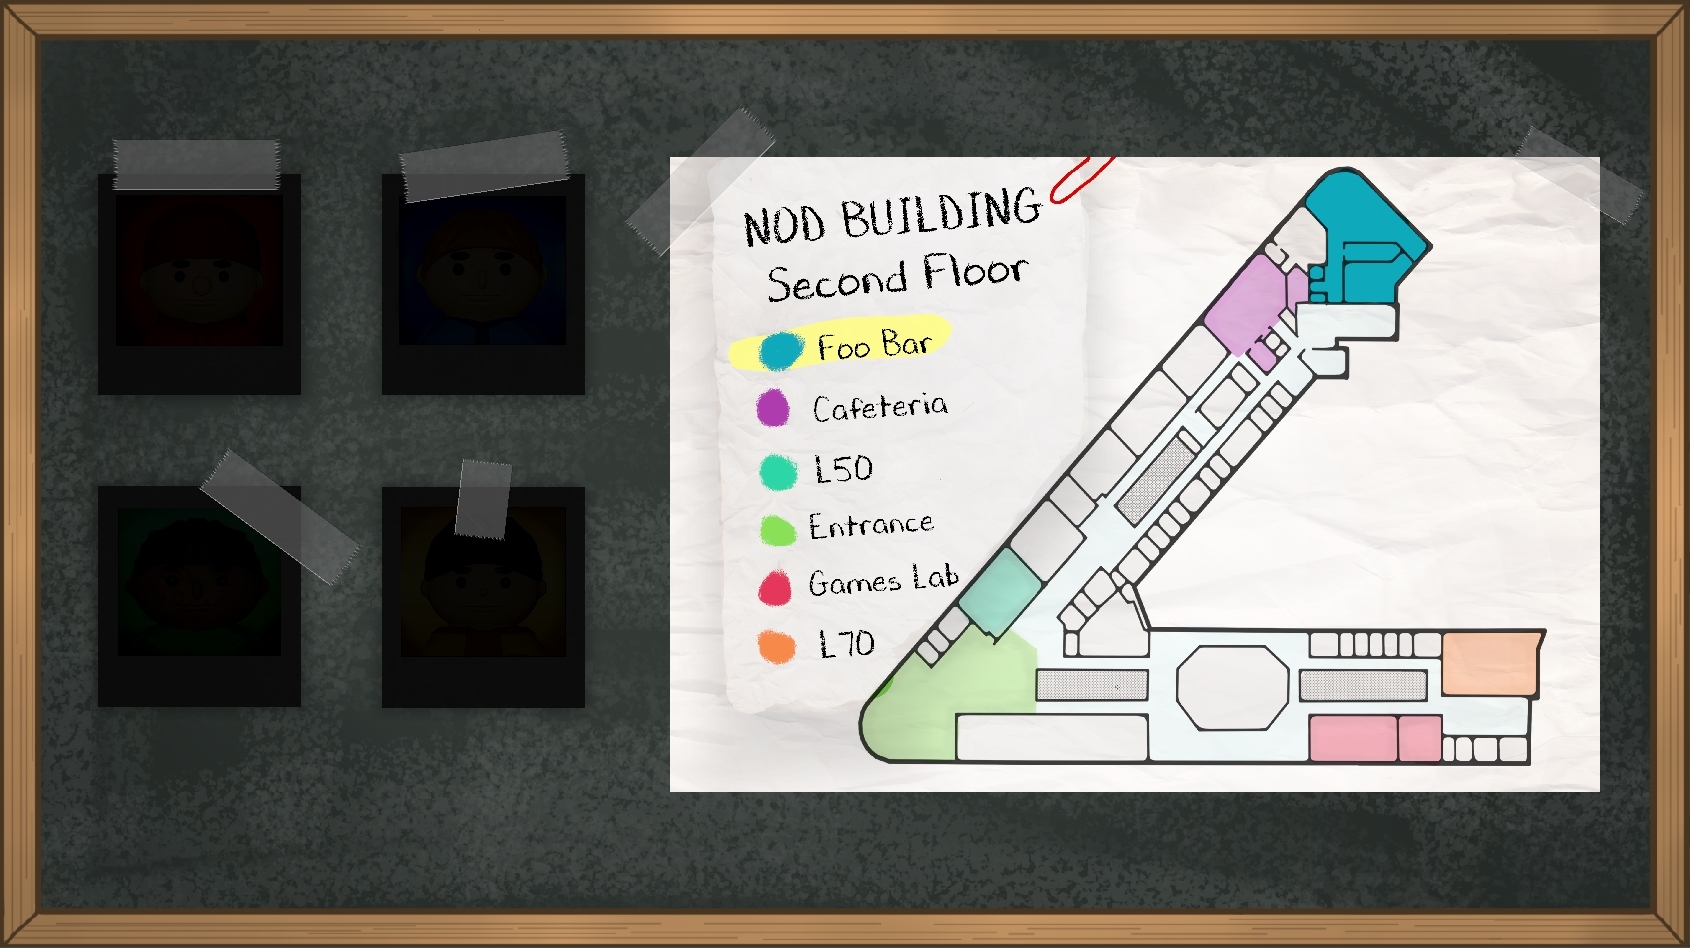 NOD BUILDING
Second Floor
Foo Bar
Cafeteria
L50
Entrance
Games Lab
L70